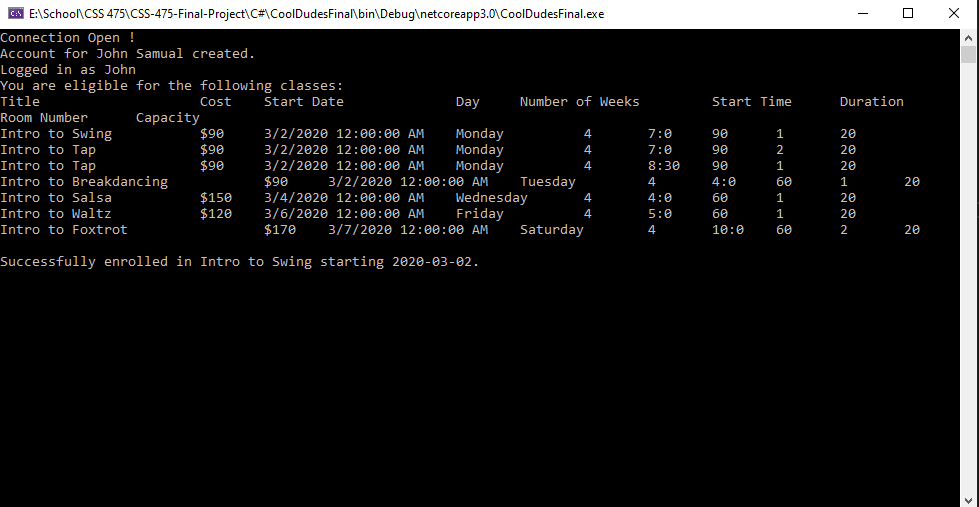 E:\School\CSS 475\CSS-475-Final-Project\C#\CoolDudesFinal\bin\Debug\netcoreapp3.0\CoolDudesFinal.exe
Connection Open !
Account for John Samual created.
Logged in as John
You are eligible for the following classes:
Title Cost Start Date Day Number of Weeks Start Time Duration
Room Number Capacity
Intro to Swing $90 3/2/2020 12:00:00 AM Monday 4 7:0 90 1 20
Intro to Tap $90 3/2/2020 12:00:00 AM Monday 4 7:0 90 2 20
Intro to Tap $90 3/2/2020 12:00:00 AM Monday 4 8:30 90 1 20
Intro to Breakdancing $90 3/2/2020 12:00:00 AM Tuesday 4 4:0 60 1 20
Intro to Salsa $150 3/4/2020 12:00:00 AM Wednesday 4 4:0 60 1 20
Intro to Waltz $120 3/6/2020 12:00:00 AM Friday 4 5:0 60 1 20
Intro to Foxtrot $170 3/7/2020 12:00:00 AM Saturday 4 10:0 60 2 20
Successfully enrolled in Intro to Swing starting 2020-03-02.